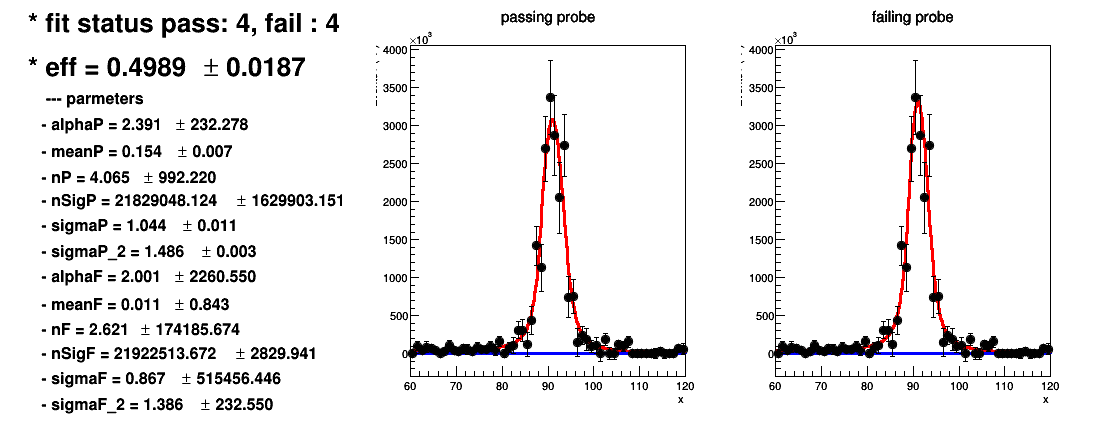 * fit status pass: 4, fail : 4
* eff = 0.4989 ± 0.0187
--- parmeters
- alphaP = 2.391 ± 232.278
- meanP = 0.154 ± 0.007
- nP = 4.065 ± 992.220
- nSigP = 21829048.124 ± 1629903.151
- sigmaP = 1.044 ± 0.011
- sigmaP_2 = 1.486 ± 0.003
- alphaF = 2.001 ± 2260.550
- meanF = 0.011 ± 0.843
- nF = 2.621 ± 174185.674
- nSigF = 21922513.672 ± 2829.941
- sigmaF = 0.867 ± 515456.446
- sigmaF_2 = 1.386 ± 232.550
passing probe
×10³
4000
3500
3000
2500
2000
1500
1000
500
0
60 70 80 90 100 110 120
x
failing probe
×10³
4000
3500
3000
2500
2000
1500
1000
500
0
60 70 80 90 100 110 120
x